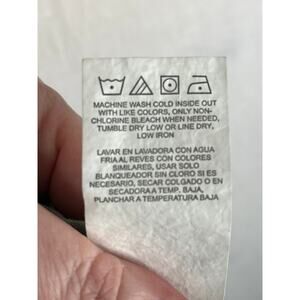 MACHINE WASH COLD INSIDE OUT
WITH LIKE COLORS, ONLY NON-
CHLORINE BLEACH WHEN NEEDED,
TUMBLE DRY LOW OR LINE DRY,
LOW IRON
LAVAR EN LAVADORA CON AGUA
FRIA AL REVES CON COLORES
SIMILARES, USAR SOLO
BLANQUEADOR SIN CLORO SI ES
NECESARIO, SECAR COLGADO O EN
SECADORA A TEMP. BAJA,
PLANCHAR A TEMPERATURA BAJA